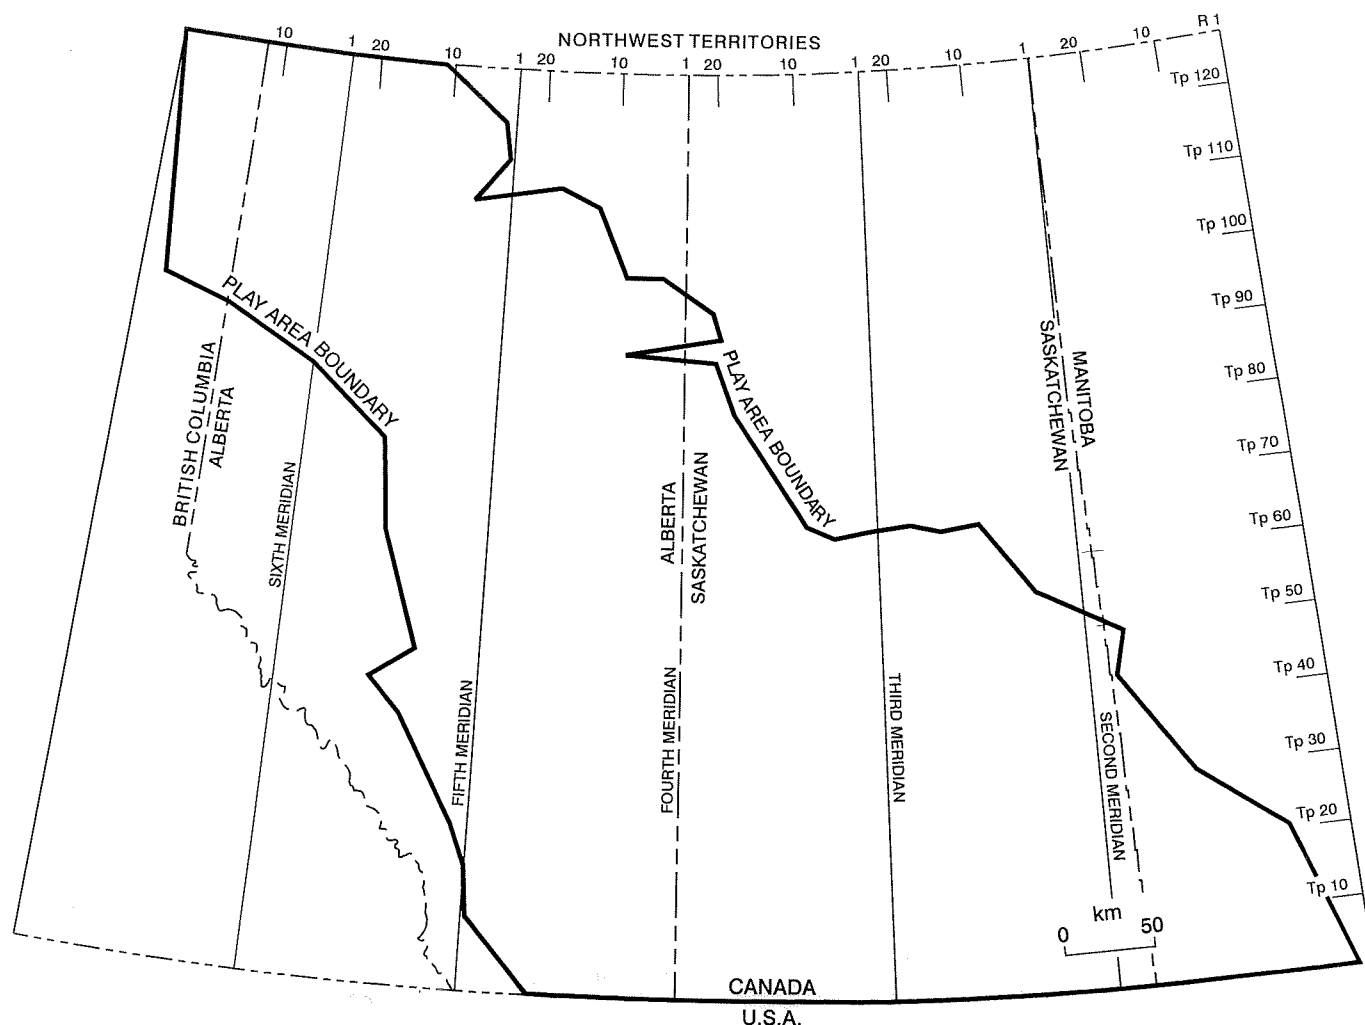 R 1
10
20
1
10
20
1
10
20
1
10
20
1
10
20
1
10
NORTHWEST TERRITORIES
Tp 120
Tp 110
Tp 100
Tp 90
Tp 80
Tp 70
Tp 60
Tp 50
Tp 40
Tp 30
Tp 20
Tp 10
PLAY AREA BOUNDARY
PLAY AREA BOUNDARY
BRITISH COLUMBIA
ALBERTA
SIXTH MERIDIAN
FIFTH MERIDIAN
ALBERTA
SASKATCHEWAN
FOURTH MERIDIAN
THIRD MERIDIAN
SASKATCHEWAN
MANITOBA
SECOND MERIDIAN
km
0 50
CANADA
U.S.A.